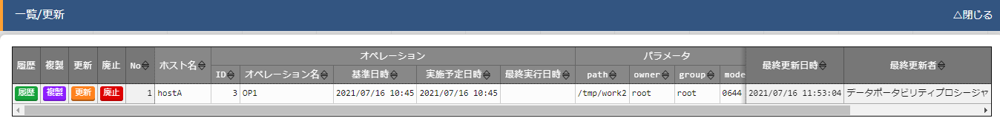 一覧/更新 △閉じる
オペレーション パラメータ
履歴 複製 更新 廃止 No ホスト名 最終更新日時 最終更新者
ID オペレーション名 基準日時 実施予定日時 最終実行日時 path owner group mode
履歴 複製 更新 廃止 1 hostA 3 OP1 2021/07/16 10:45 2021/07/16 10:45 /tmp/work2 root root 0644 2021/07/16 11:53:04 データポータビリティプロシージャ